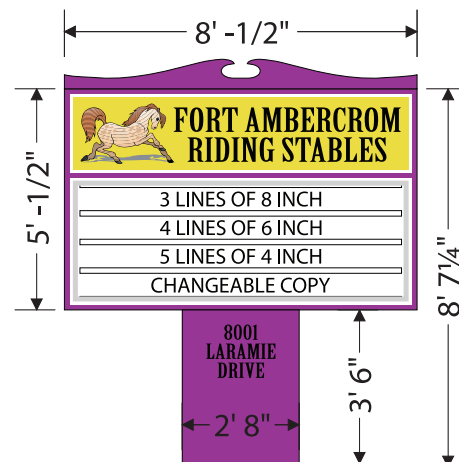 8' -1/2"
FORT AMBERCROM
RIDING STABLES
3 LINES OF 8 INCH
4 LINES OF 6 INCH
5 LINES OF 4 INCH
CHANGEABLE COPY
5' -1/2"
8' 7¼"
8001
LARAMIE
DRIVE
3' 6"
2' 8"